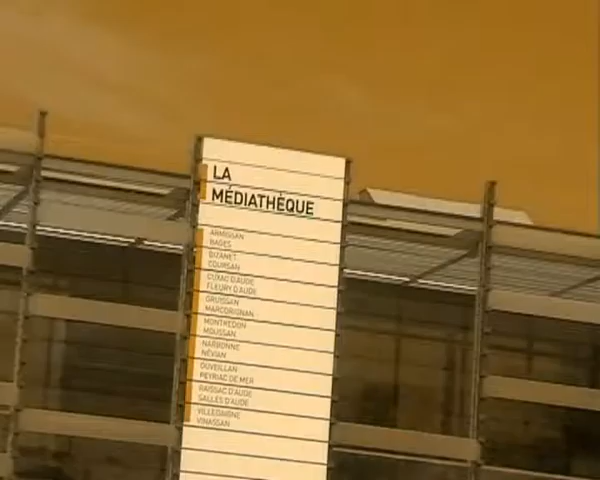 LA
MÉDIATHÈQUE
ARMISSAN
BAGES
BIZANET
COURSAN
CUXAC D'AUDE
FLEURY D'AUDE
GRUISSAN
MARCORIGNAN
MONTREDON
MOUSSAN
NARBONNE
NÉVIAN
OUVEILLAN
PEYRIAC DE MER
RAISSAC D'AUDE
SALLES D'AUDE
VILLEDAIGNE
VINASSAN